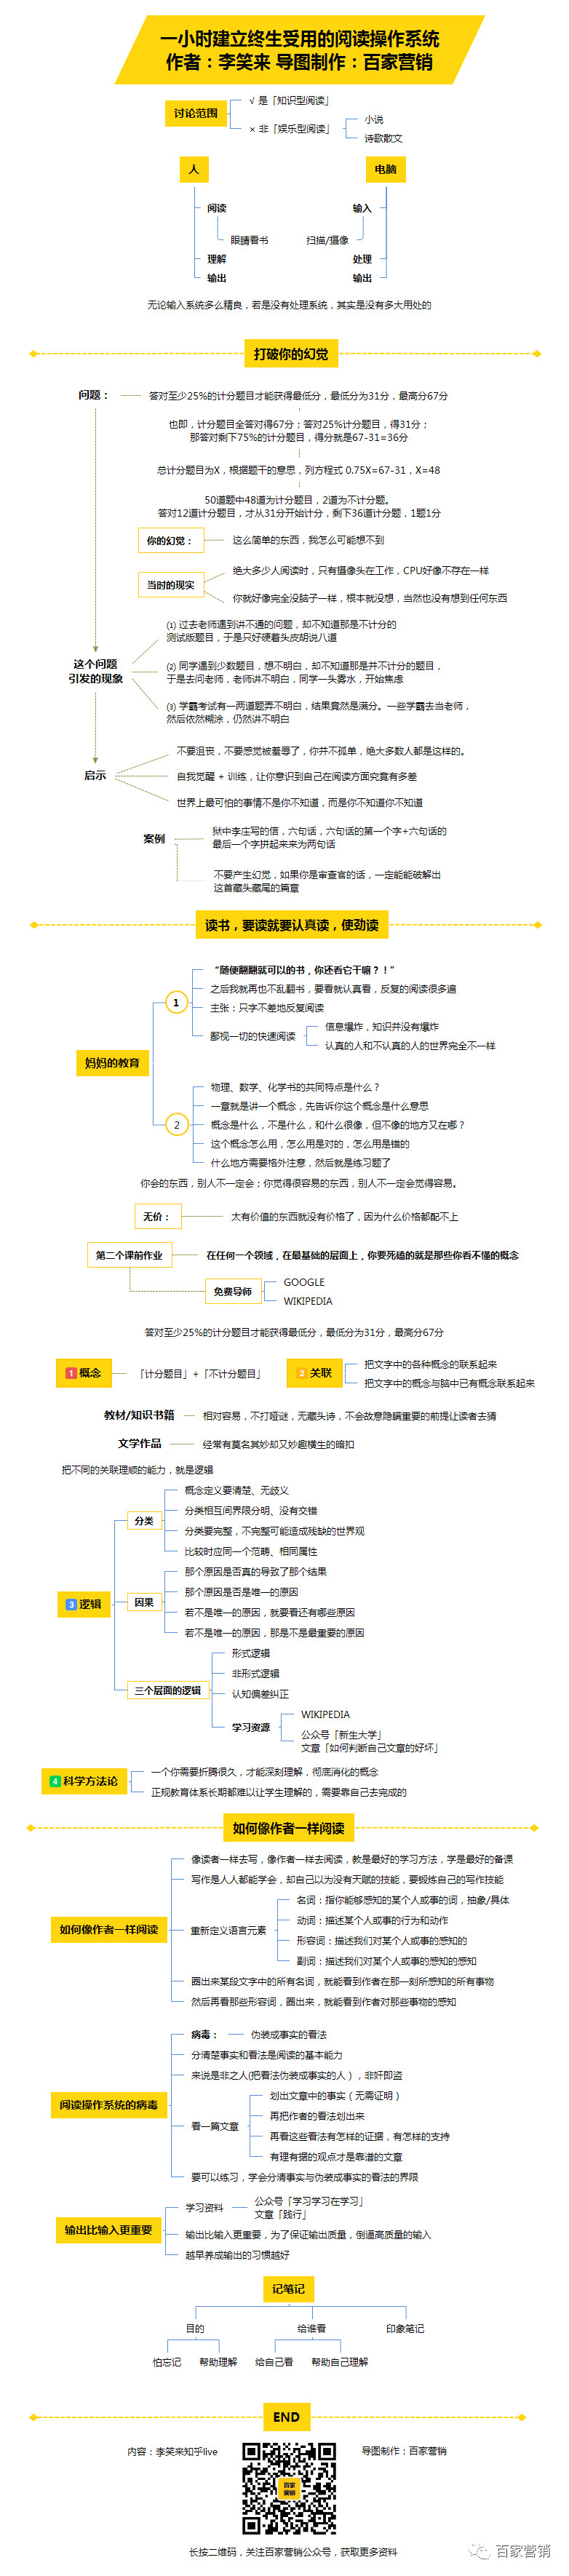 一小时建立终生受用的阅读操作系统
作者：李笑来 导图制作：百家营销
讨论范围
√ 是「知识型阅读」
× 非「娱乐型阅读」
小说
诗歌散文
人
电脑
阅读
输入
眼睛看书
扫描/摄像
理解
处理
输出
输出
无论输入系统多么精良，若是没有处理系统，其实是没有多大用处的
打破你的幻觉
问题：
答对至少25%的计分题目才能获得最低分，最低分为31分，最高分67分
也即，计分题目全答对得67分；答对25%计分题目，得31分；
那答对剩下75%的计分题目，得分就是67-31=36分
总计分题目为X，根据题干的意思，列方程式 0.75X=67-31，X=48
50道题中48道为计分题目，2道为不计分题。
答对12道计分题目，才从31分开始计分，剩下36道计分题，1题1分
你的幻觉：
这么简单的东西，我怎么可能想不到
当时的现实
绝大多少人阅读时，只有摄像头在工作，CPU好像不存在一样
你就好像完全没脑子一样，根本就没想，当然也没有想到任何东西
这个问题
引发的现象
(1) 过去老师遇到讲不通的问题，却不知道那是不计分的
测试版题目，于是只好硬着头皮胡说八道
(2) 同学遇到少数题目，想不明白，却不知道那是并不计分的题目，
于是去问老师，老师讲不明白，同学一头雾水，开始焦虑
(3) 学霸考试有一两道题弄不明白，结果竟然是满分。一些学霸去当老师，
然后依然糊涂，仍然讲不明白
启示
不要沮丧，不要感觉被羞辱了，你并不孤单，绝大多数人都是这样的。
自我觉醒 + 训练，让你意识到自己在阅读方面究竟有多差
世界上最可怕的事情不是你不知道，而是你不知道你不知道
案例
狱中李庄写的信，六句话，六句话的第一个字+六句话的
最后一个字拼起来来为两句话
不要产生幻觉，如果你是审查官的话，一定能能破解出
这首藏头藏尾的篇章
读书，要读就要认真读，使劲读
妈妈的教育
1
“随便翻翻就可以的书，你还看它干嘛？！”
之后我就再也不乱翻书，要看就认真看，反复的阅读很多遍
主张：只字不差地反复阅读
鄙视一切的快速阅读
信息爆炸，知识并没有爆炸
认真的人和不认真的人的世界完全不一样
2
物理、数学、化学书的共同特点是什么？
一章就是讲一个概念，先告诉你这个概念是什么意思
概念是什么，不是什么，和什么很像，但不像的地方又在哪？
这个概念怎么用，怎么用是对的，怎么用是错的
什么地方需要格外注意，然后就是练习题了
你会的东西，别人不一定会；你觉得很容易的东西，别人不一定会觉得容易。
无价：
太有价值的东西就没有价格了，因为什么价格都配不上
第二个课前作业
在任何一个领域，在最基础的层面上，你要死磕的就是那些你看不懂的概念
免费导师
GOOGLE
WIKIPEDIA
答对至少25%的计分题目才能获得最低分，最低分为31分，最高分67分
1 概念
「计分题目」+「不计分题目」
2 关联
把文字中的各种概念的联系起来
把文字中的概念与脑中已有概念联系起来
教材/知识书籍
相对容易，不打哑谜，无藏头诗，不会故意隐瞒重要的前提让读者去猜
文学作品
经常有莫名其妙却又妙趣横生的暗扣
把不同的关联理顺的能力，就是逻辑
3 逻辑
分类
概念定义要清楚、无歧义
分类相互间界限分明、没有交错
分类要完整，不完整可能造成残缺的世界观
比较时应同一个范畴、相同属性
因果
那个原因是否真的导致了那个结果
那个原因是否是唯一的原因
若不是唯一的原因，就要看还有哪些原因
若不是唯一的原因，那是不是最重要的原因
三个层面的逻辑
形式逻辑
非形式逻辑
认知偏差纠正
学习资源
WIKIPEDIA
公众号「新生大学」
文章「如何判断自己文章的好坏」
4 科学方法论
一个你需要折腾很久，才能深刻理解，彻底消化的概念
正规教育体系长期都难以让学生理解的，需要靠自己去完成的
如何像作者一样阅读
如何像作者一样阅读
像读者一样去写，像作者一样去阅读，教是最好的学习方法，学是最好的备课
写作是人人都能学会，却自己以为没有天赋的技能，要锻炼自己的写作技能
重新定义语言元素
名词：指你能够感知的某个人或事的词，抽象/具体
动词：描述某个人或事的行为和动作
形容词：描述我们对某个人或事的感知的
副词：描述我们对某个人或事的感知的感知
圈出来某段文字中的所有名词，就能看到作者在那一刻所感知的所有事物
然后再看那些形容词，圈出来，就能看到作者对那些事物的感知
阅读操作系统的病毒
病毒：
伪装成事实的看法
分清楚事实和看法是阅读的基本能力
来说是非之人(把看法伪装成事实的人），非奸即盗
看一篇文章
划出文章中的事实（无需证明）
再把作者的看法划出来
再看这些看法有怎样的证据，有怎样的支持
有理有据的观点才是靠谱的文章
要可以练习，学会分清事实与伪装成事实的看法的界限
输出比输入更重要
学习资料
公众号「学习学习在学习」
文章「践行」
输出比输入更重要，为了保证输出质量，倒逼高质量的输入
越早养成输出的习惯越好
记笔记
目的
给谁看
印象笔记
怕忘记
帮助理解
给自己看
帮助自己理解
END
内容：李笑来知乎live
导图制作：百家营销
百家
营销
长按二维码，关注百家营销公众号，获取更多资料
百家营销